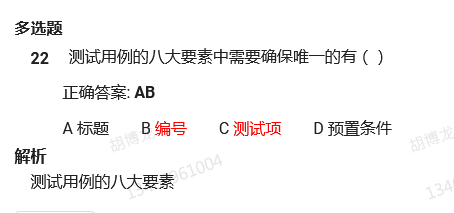 多选题
22 测试用例的八大要素中需要确保唯一的有 ( )
正确答案: AB
A 标题 B 编号 C 测试项 D 预置条件
解析
测试用例的八大要素